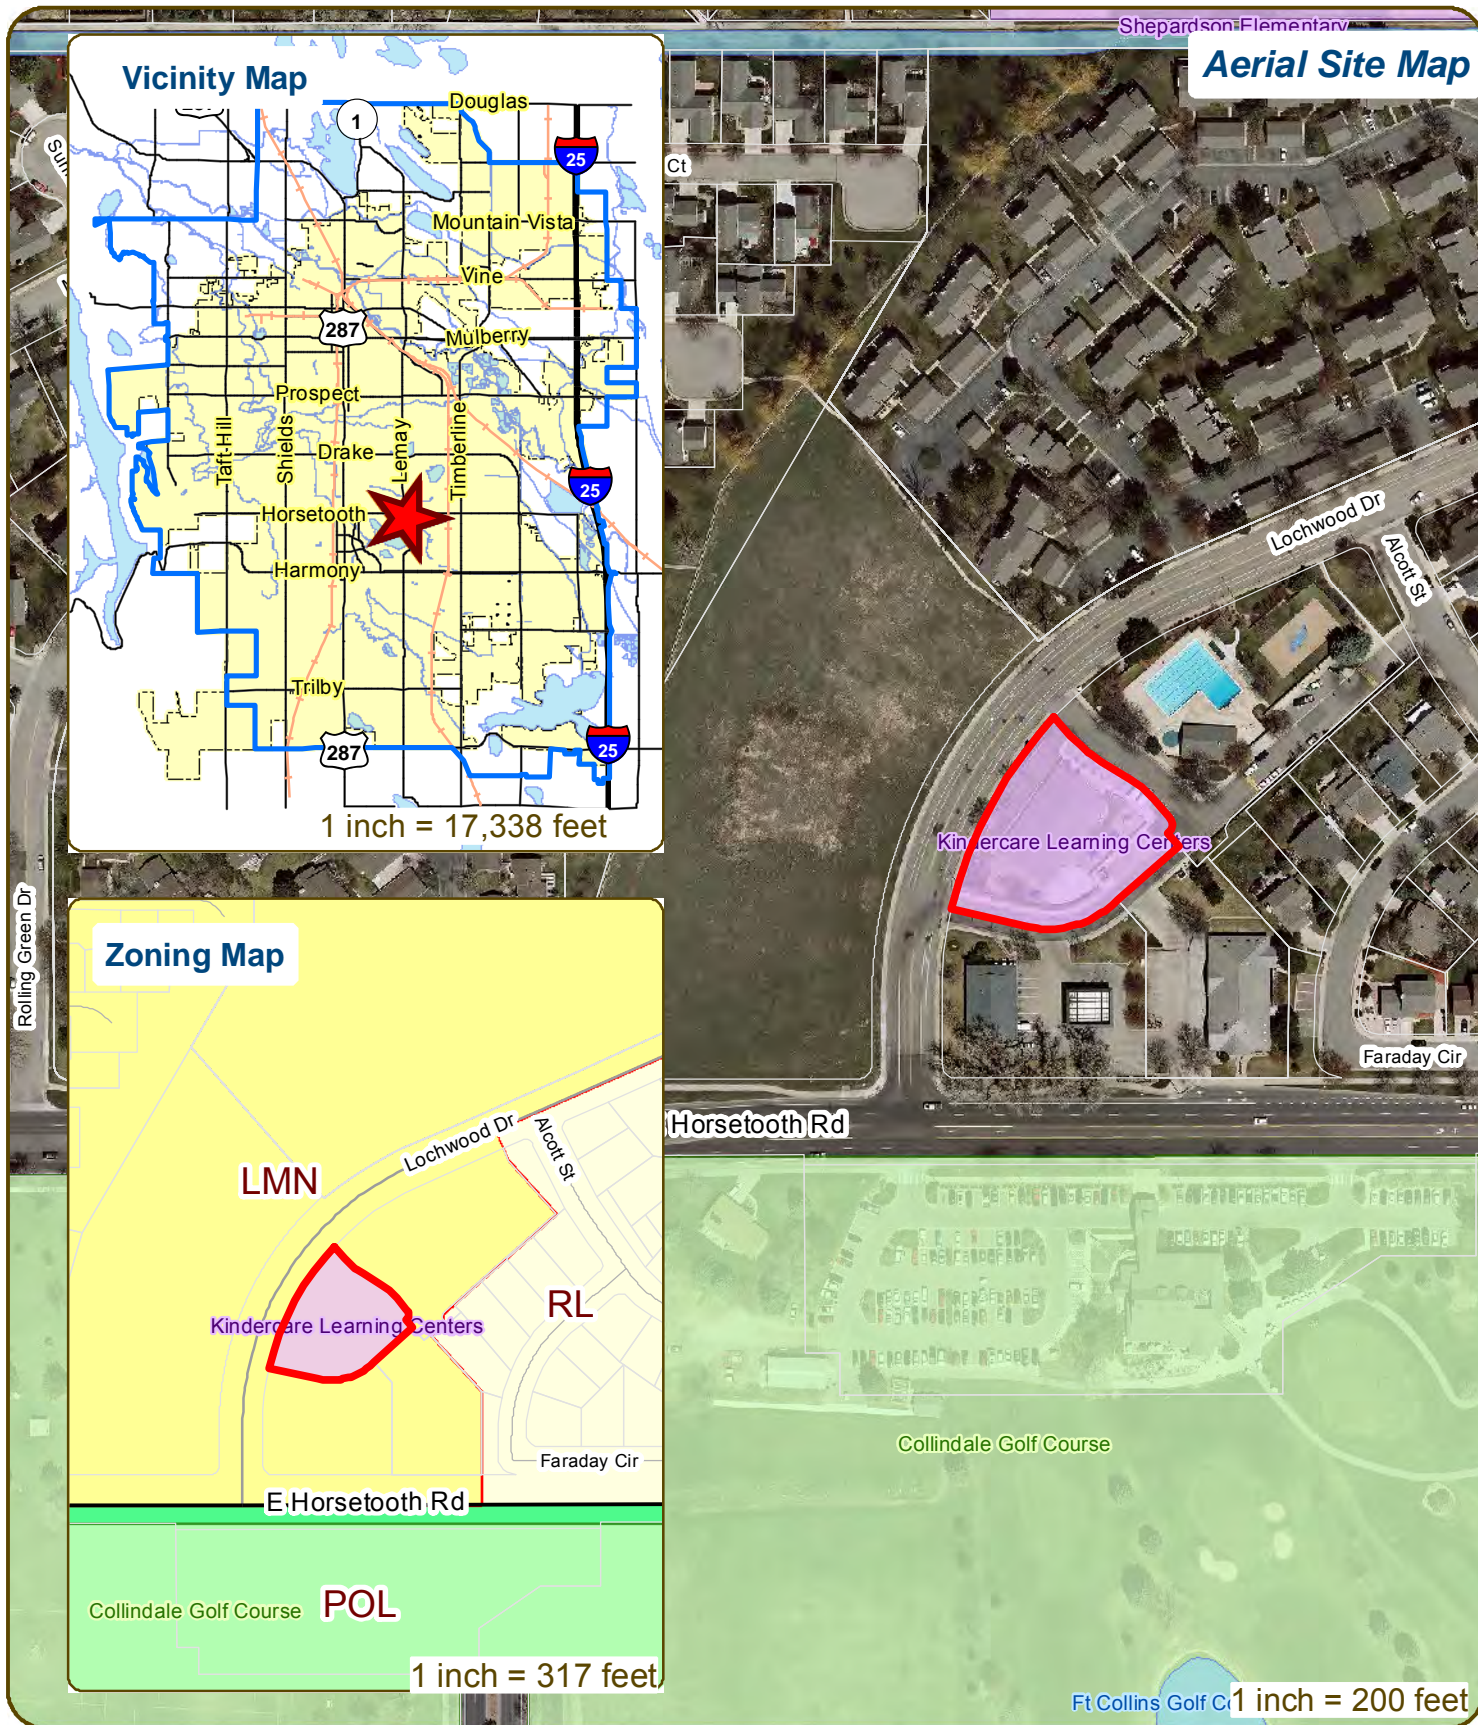 Shepardson Elementary
Aerial Site Map
Vicinity Map
Douglas
1
25
Ct
Mountain Vista
Vine
287
Mulberry
Prospect
Taft Hill
Shields
Lemay
Timberline
Drake
25
Horsetooth
Harmony
Lochwood Dr
Alcott St
Trilby
287
25
1 inch = 17,338 feet
Kindercare Learning Centers
Rolling Green Dr
Zoning Map
Faraday Cir
Horsetooth Rd
Lochwood Dr
Alcott St
LMN
RL
Kindercare Learning Centers
Collindale Golf Course
Faraday Cir
E Horsetooth Rd
Collindale Golf Course
POL
1 inch = 317 feet
Ft Collins Golf Co
1 inch = 200 feet